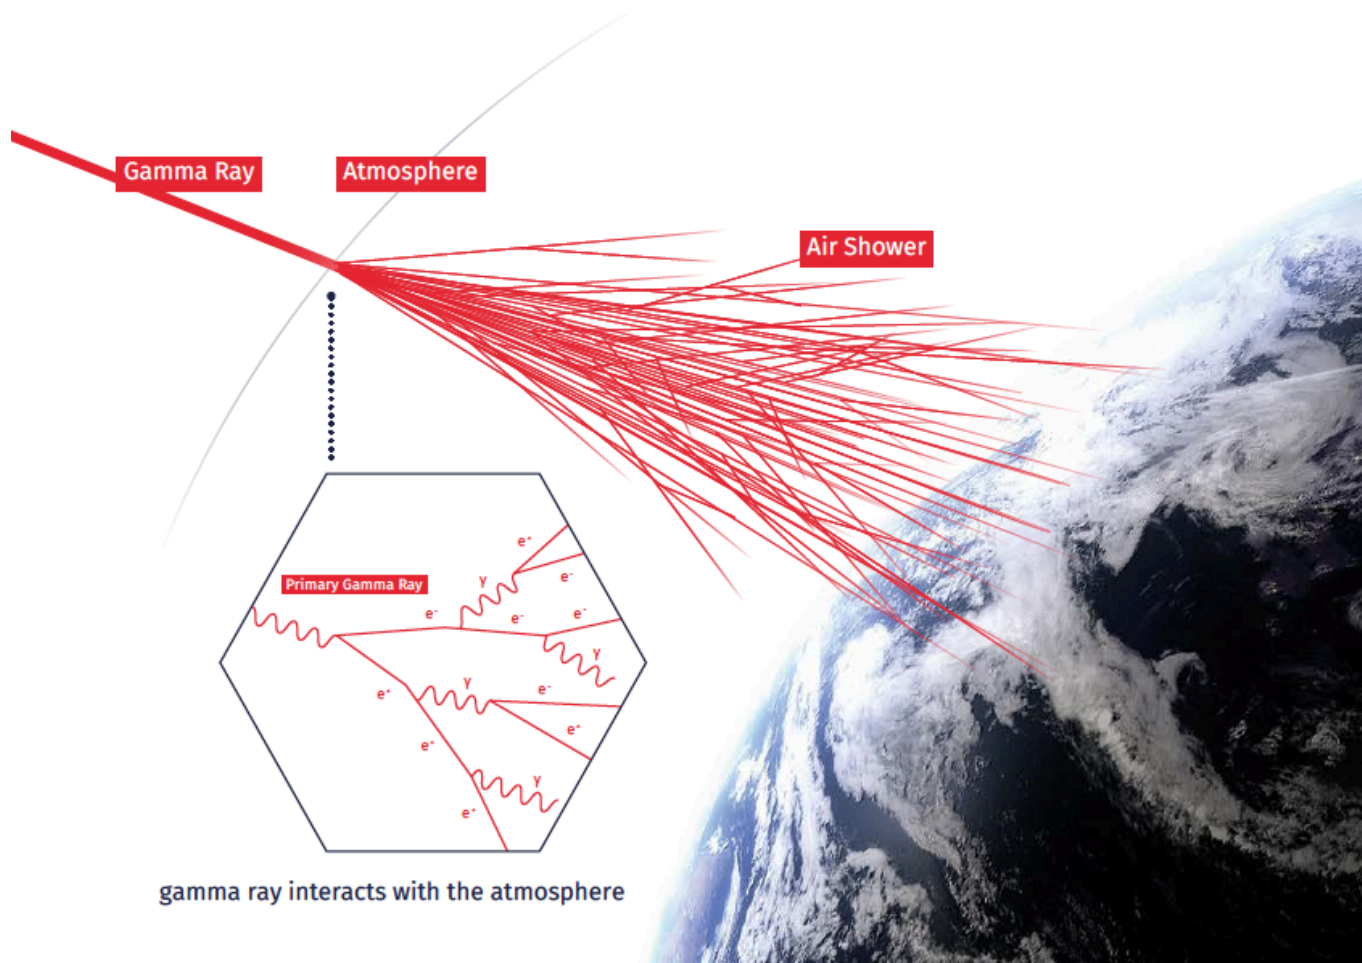 Gamma Ray
Atmosphere
Air Shower
Primary Gamma Ray
e⁺
γ
e⁻
e⁻
e⁻
e⁻
γ
e⁺
γ
e⁻
e⁺
e⁺
γ
e⁺
gamma ray interacts with the atmosphere